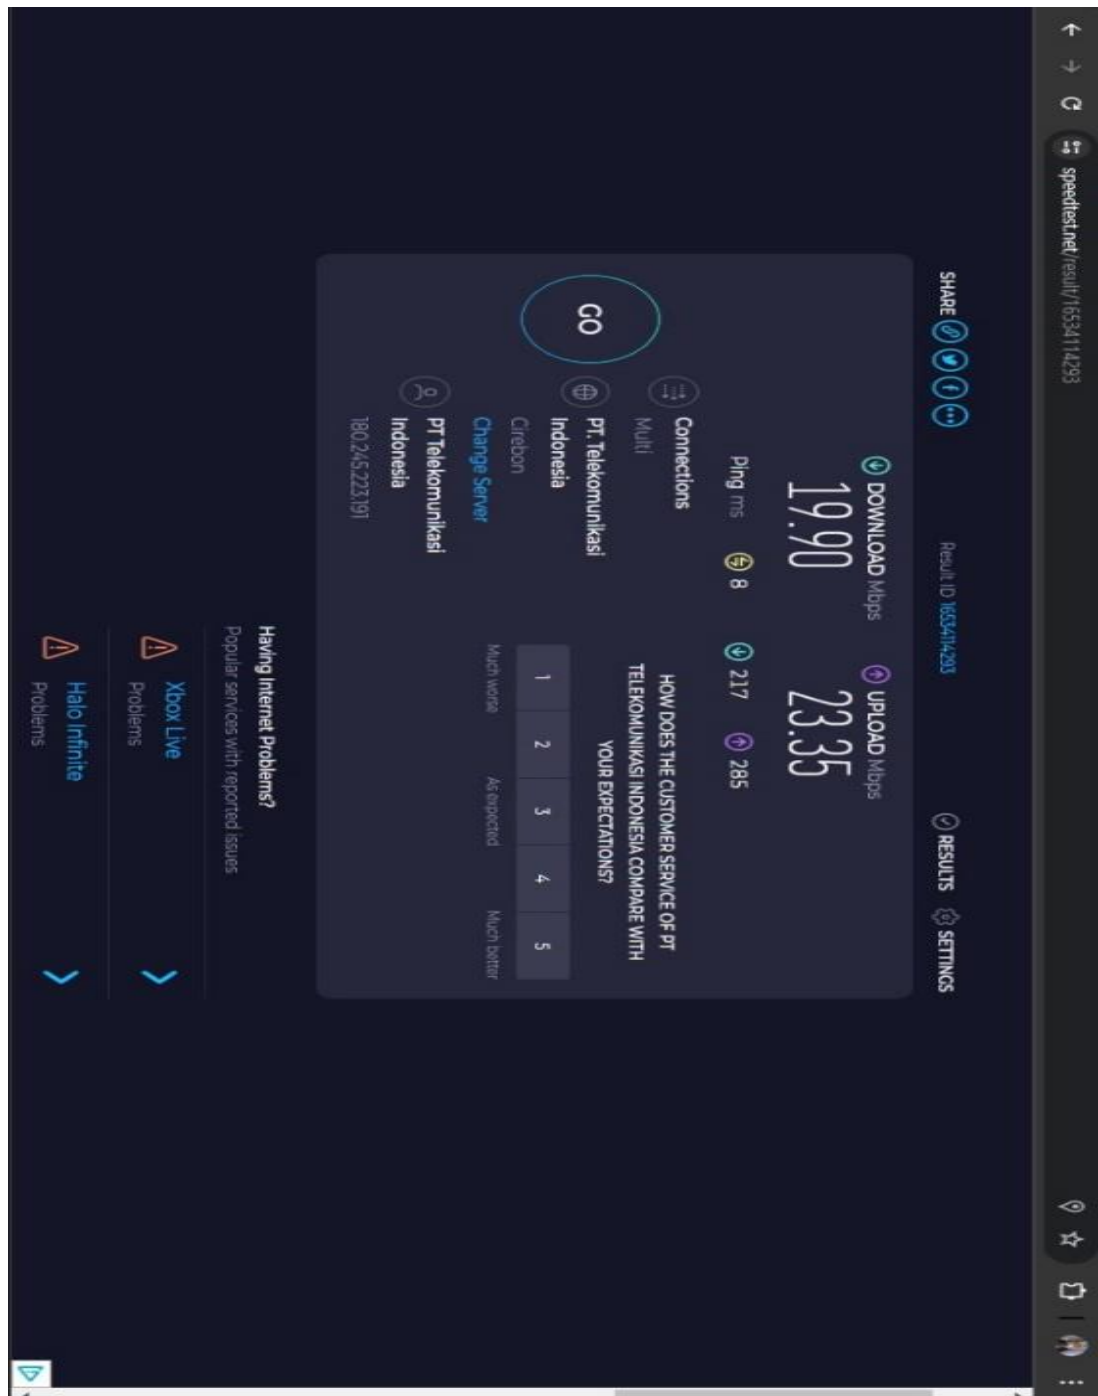 speedtest.net/result/16534114293
SHARE
Result ID 16534114293
RESULTS
SETTINGS
DOWNLOAD Mbps
19.90
UPLOAD Mbps
23.35
Ping ms
8
217
285
Connections
Multi
GO
PT. Telekomunikasi
Indonesia
Cirebon
Change Server
PT Telekomunikasi
Indonesia
180.245.223.191
HOW DOES THE CUSTOMER SERVICE OF PT
TELEKOMUNIKASI INDONESIA COMPARE WITH
YOUR EXPECTATIONS?
1 2 3 4 5
Much worse As expected Much better
Having Internet Problems?
Popular services with reported issues
Xbox Live
Problems
Halo Infinite
Problems